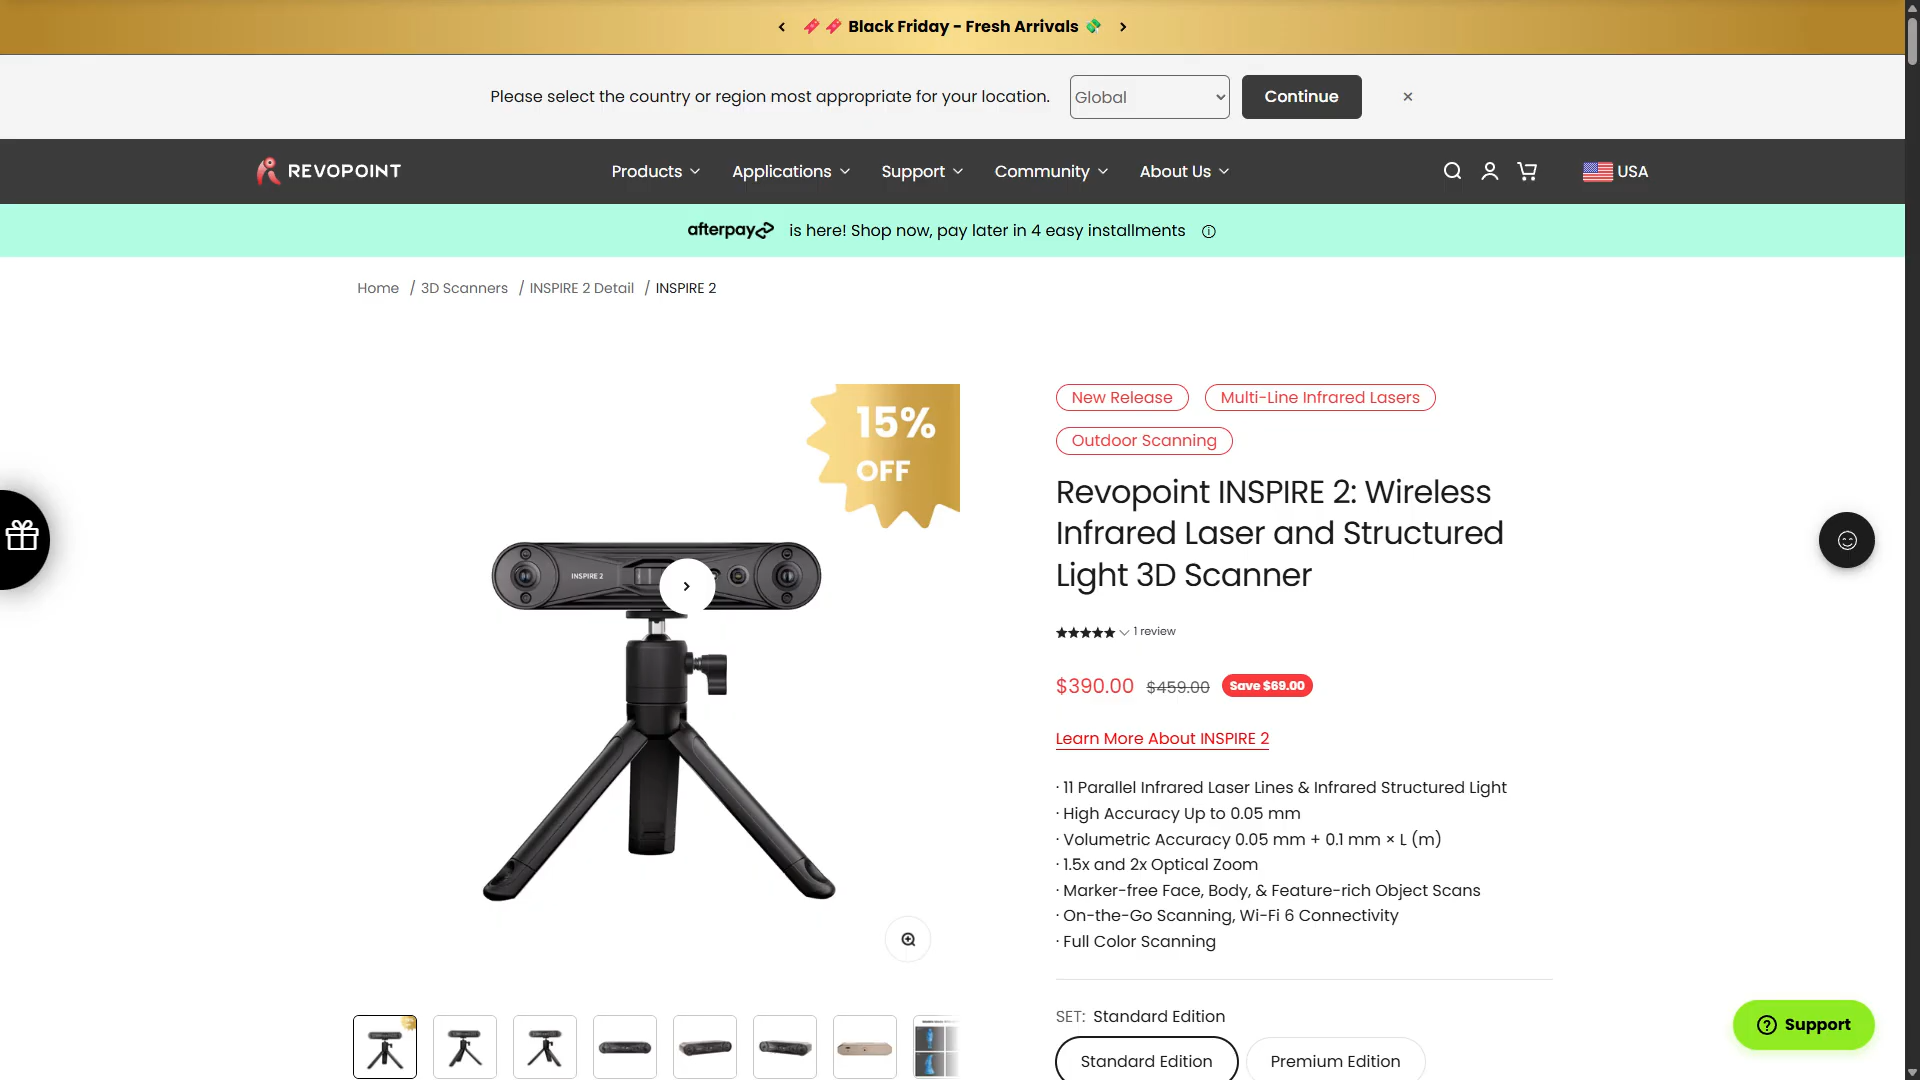 Black Friday - Fresh Arrivals
Please select the country or region most appropriate for your location.
Global
Continue
×
REVOPOINT
Products
Applications
Support
Community
About Us
USA
afterpay is here! Shop now, pay later in 4 easy installments
Home / 3D Scanners / INSPIRE 2 Detail / INSPIRE 2
15%
OFF
INSPIRE 2
New Release
Multi-Line Infrared Lasers
Outdoor Scanning
Revopoint INSPIRE 2: Wireless
Infrared Laser and Structured
Light 3D Scanner
1 review
$390.00 $459.00 Save $69.00
Learn More About INSPIRE 2
· 11 Parallel Infrared Laser Lines & Infrared Structured Light
· High Accuracy Up to 0.05 mm
· Volumetric Accuracy 0.05 mm + 0.1 mm × L (m)
· 1.5x and 2x Optical Zoom
· Marker-free Face, Body, & Feature-rich Object Scans
· On-the-Go Scanning, Wi-Fi 6 Connectivity
· Full Color Scanning
SET: Standard Edition
Standard Edition
Premium Edition
Support